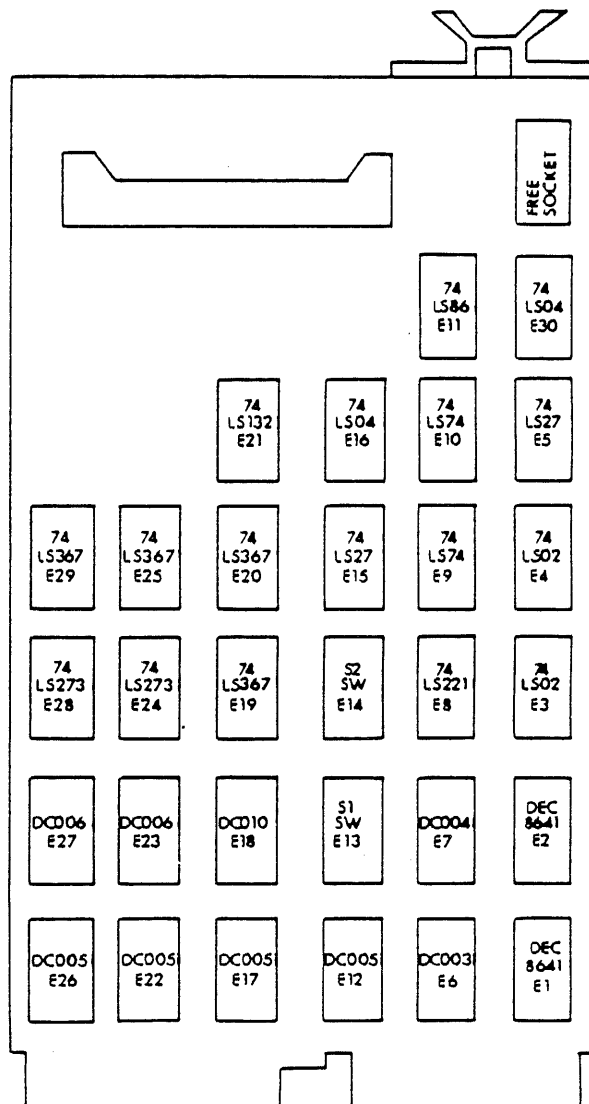 FREE
SOCKET
74
LS86
E11
74
LS04
E30
74
LS132
E21
74
LS04
E16
74
LS74
E10
74
LS27
E5
74
LS367
E29
74
LS367
E25
74
LS367
E20
74
LS27
E15
74
LS74
E9
74
LS02
E4
74
LS273
E28
74
LS273
E24
74
LS367
E19
S2
SW
E14
74
LS221
E8
74
LS02
E3
DC006
E27
DC006
E23
DC010
E18
S1
SW
E13
DC004
E7
DEC
8641
E2
DC005
E26
DC005
E22
DC005
E17
DC005
E12
DC003
E6
DEC
8641
E1